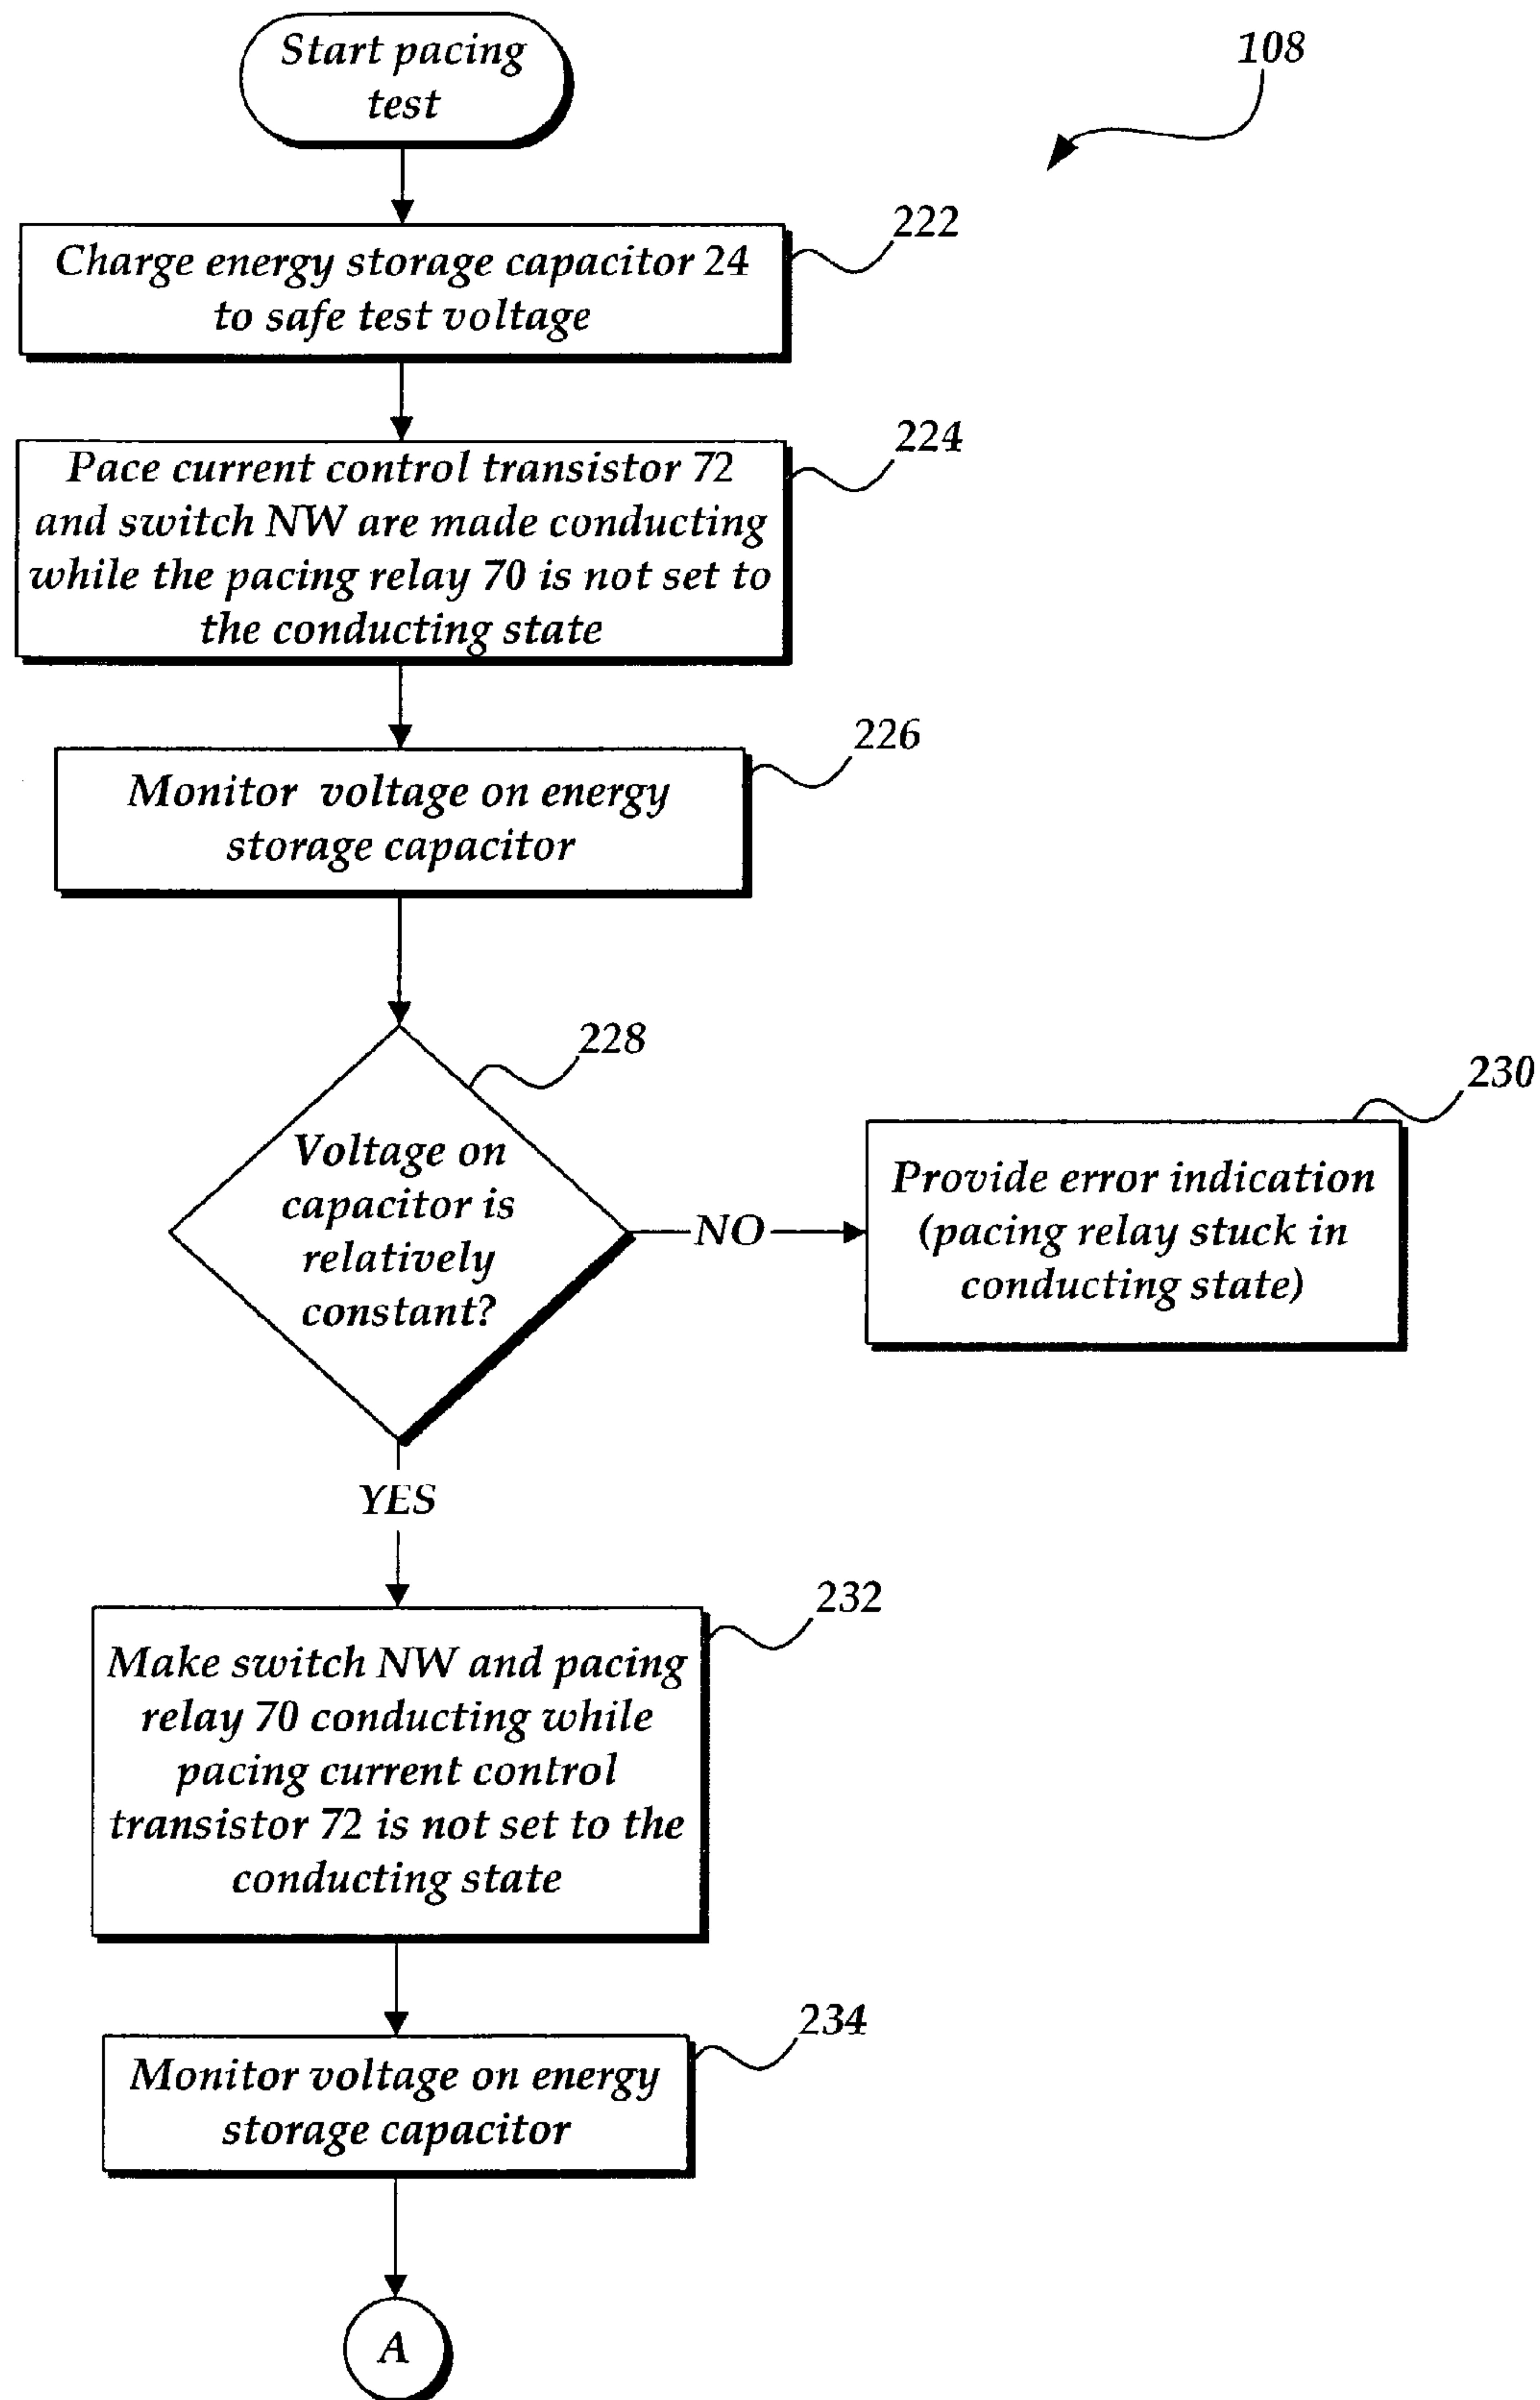 Start pacing
test
108
222
Charge energy storage capacitor 24
to safe test voltage
224
Pace current control transistor 72
and switch NW are made conducting
while the pacing relay 70 is not set to
the conducting state
226
Monitor voltage on energy
storage capacitor
228
Voltage on
capacitor is
relatively
constant?
NO
230
Provide error indication
(pacing relay stuck in
conducting state)
YES
232
Make switch NW and pacing
relay 70 conducting while
pacing current control
transistor 72 is not set to the
conducting state
234
Monitor voltage on energy
storage capacitor
A